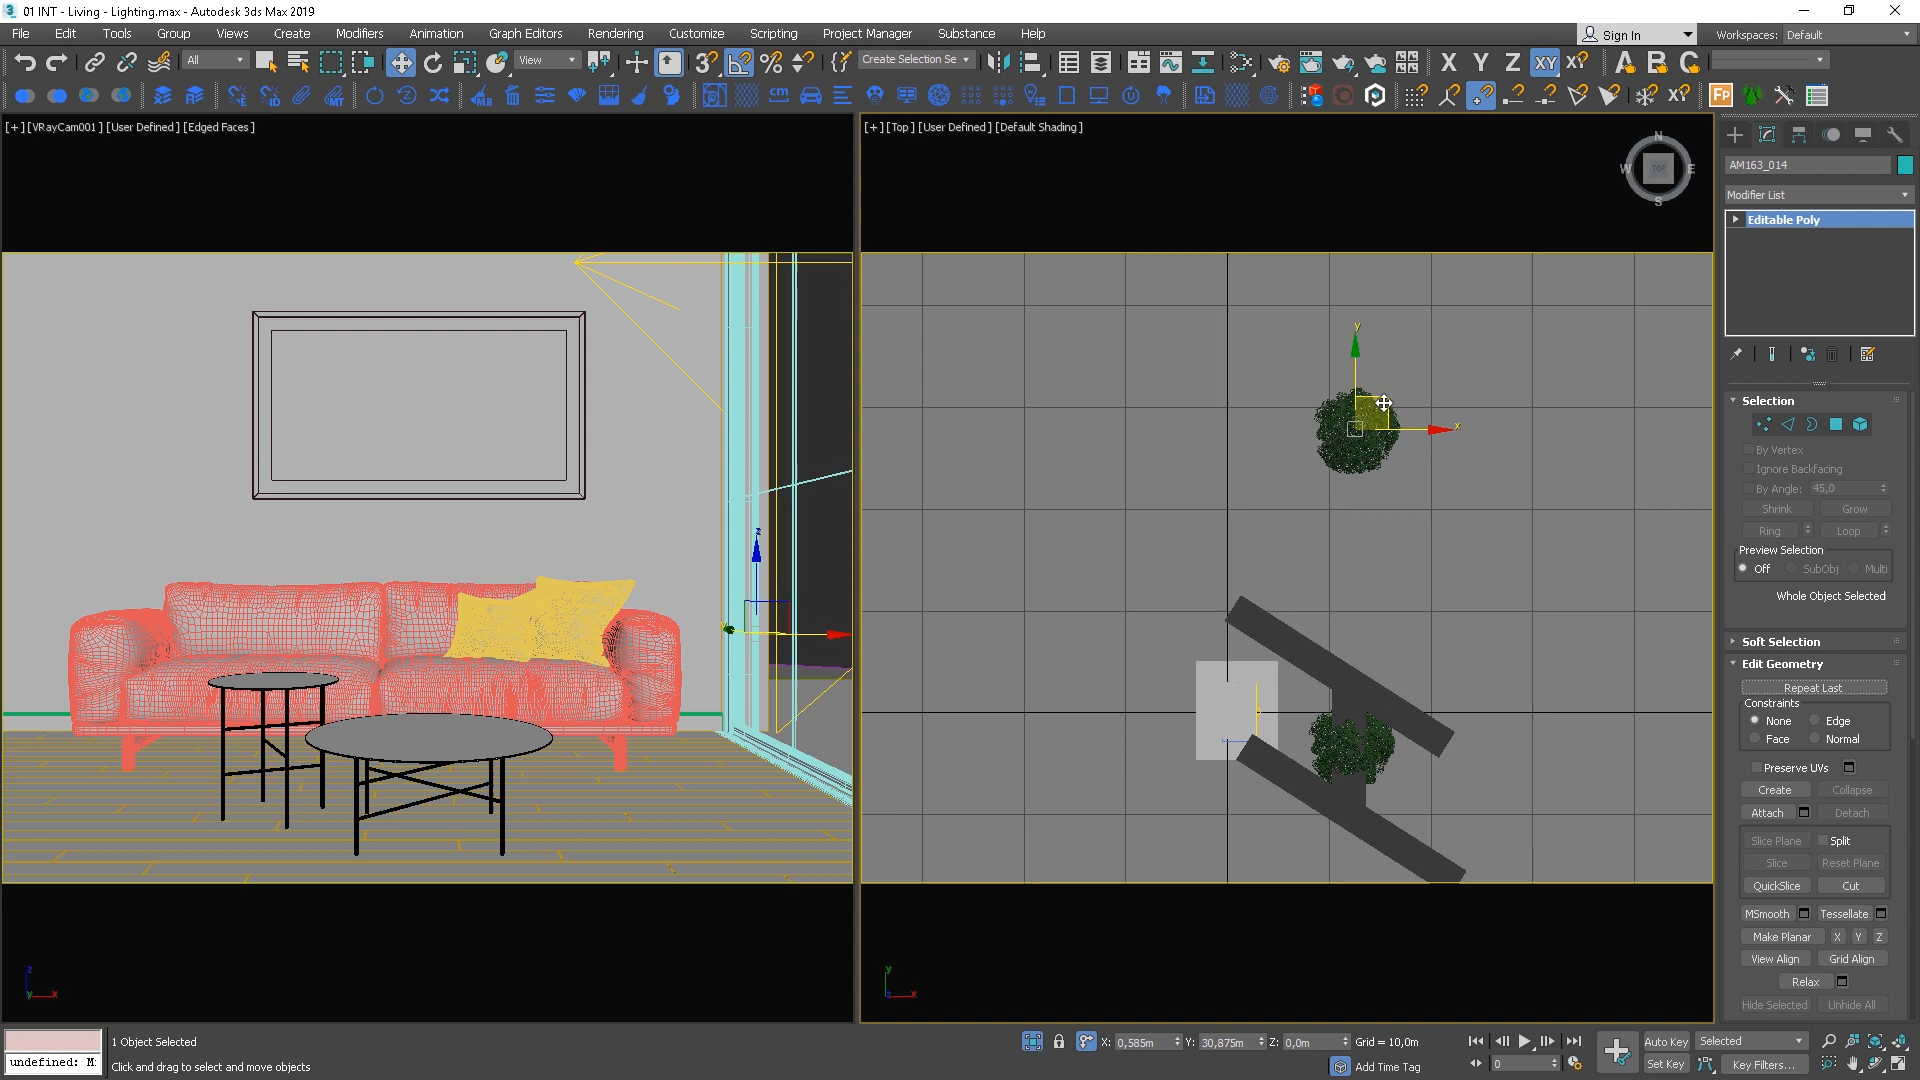 01 INT - Living - Lighting.max - Autodesk 3ds Max 2019
File Edit Tools Group Views Create Modifiers Animation Graph Editors Rendering Customize Scripting Project Manager Substance Help
Sign In Workspaces: Default
All View Create Selection Se X Y Z XY XY A B C
[+] [VRayCam001 ] [User Defined ] [Edged Faces ]
[+] [Top ] [User Defined ] [Default Shading ]
N
W TOP E
S
AM163_014
Modifier List
Editable Poly
Selection
By Vertex
Ignore Backfacing
By Angle: 45,0
Shrink Grow
Ring Loop
Preview Selection
Off SubObj Multi
Whole Object Selected
Soft Selection
Edit Geometry
Repeat Last
Constraints
None Edge
Face Normal
Preserve UVs
Create Collapse
Attach Detach
Slice Plane Split
Slice Reset Plane
QuickSlice Cut
MSmooth Tessellate
Make Planar X Y Z
View Align Grid Align
Relax
Hide Selected Unhide All
y
x
z
z
y x
y
x
1 Object Selected
X: 0,585m Y: 30,875m Z: 0,0m Grid = 10,0m
Auto Key Selected
undefined: M:
Click and drag to select and move objects
Add Time Tag
0
Set Key Key Filters...